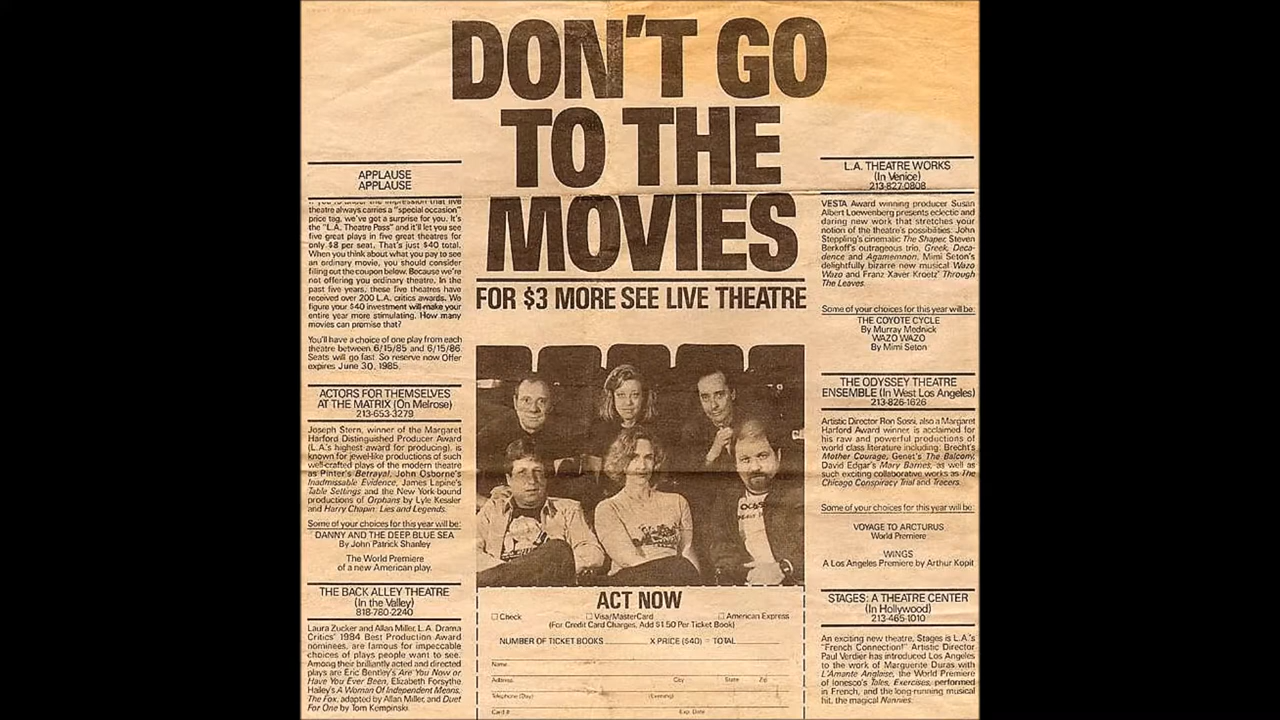 DON'T GO
TO THE
MOVIES
FOR $3 MORE SEE LIVE THEATRE
APPLAUSE
APPLAUSE
If you're under the impression that live
theatre always carries a "special occasion"
price tag, we've got a surprise for you. It's
the "L.A. Theatre Pass" and it'll let you see
five great plays in five great theatres for
only $8 per seat. That's just $40 total.
When you think about what you pay to see
an ordinary movie, you should consider
filling out the coupon below. Because we're
not offering you ordinary theatre. In the
past five years, these five theatres have
received over 200 L.A. critics awards. We
figure your $40 investment will make your
entire year more stimulating. How many
movies can promise that?
You'll have a choice of one play from each
theatre between 6/15/85 and 6/15/86.
Seats will go fast. So reserve now Offer
expires June 30, 1985.
ACTORS FOR THEMSELVES
AT THE MATRIX (On Melrose)
213-653-3279
Joseph Stern, winner of the Margaret
Harford Distinguished Producer Award
(L.A.'s highest award for producing), is
known for jewel-like productions of such
well-crafted plays of the modern theatre
as Pinter's Betrayal, John Osborne's
Inadmissable Evidence, James Lapine's
Table Settings and the New York-bound
productions of Orphans by Lyle Kessler
and Harry Chapin: Lies and Legends.
Some of your choices for this year will be:
DANNY AND THE DEEP BLUE SEA
By John Patrick Shanley
The World Premiere
of a new American play.
THE BACK ALLEY THEATRE
(In the Valley)
818-780-2240
Laura Zucker and Allan Miller, L.A. Drama
Critics' 1984 Best Production Award
nominees, are famous for impeccable
choices of plays people want to see.
Among their brilliantly acted and directed
plays are Eric Bentley's Are You Now or
Have You Ever Been, Elizabeth Forsythe
Hailey's A Woman Of Independent Means,
The Fox, adapted by Allan Miller, and Duet
For One by Tom Kempinski.
ACT NOW
Check Visa/MasterCard American Express
(For Credit Card Charges, Add $1.50 Per Ticket Book)
NUMBER OF TICKET BOOKS X PRICE ($40) = TOTAL
Name
Address City State Zip
Telephone (Day) (Evening)
Card # Exp. Date
L.A. THEATRE WORKS
(In Venice)
213-827-0808
VESTA Award winning producer Susan
Albert Loewenberg presents eclectic and
daring new work that stretches your
notion of the theatre's possibilities: John
Steppling's cinematic The Shaper, Steven
Berkoff's outrageous trio, Greek, Deca-
dence and Agamemnon, Mimi Seton's
delightfully bizarre new musical Wazo
Wazo and Franz Xaver Kroetz' Through
The Leaves.
Some of your choices for this year will be:
THE COYOTE CYCLE
By Murray Mednick
WAZO WAZO
By Mimi Seton
THE ODYSSEY THEATRE
ENSEMBLE (In West Los Angeles)
213-826-1626
Artistic Director Ron Sossi, also a Margaret
Harford Award winner is acclaimed for
his raw and powerful productions of
world class literature including: Brecht's
Mother Courage, Genet's The Balcony,
David Edgar's Mary Barnes, as well as
such exciting collaborative works as The
Chicago Conspiracy Trial and Tracers.
Some of your choices for this year will be:
VOYAGE TO ARCTURUS
World Premiere
WINGS
A Los Angeles Premiere by Arthur Kopit
STAGES: A THEATRE CENTER
(In Hollywood)
213-465-1010
An exciting new theatre, Stages is L.A.'s
"French Connection!" Artistic Director
Paul Verdier has introduced Los Angeles
to the work of Marguerite Duras with
L'Amante Anglaise, the World Premiere
of Ionesco's Tales, Exercises, performed
in French, and the long-running musical
hit, the magical Nannies.